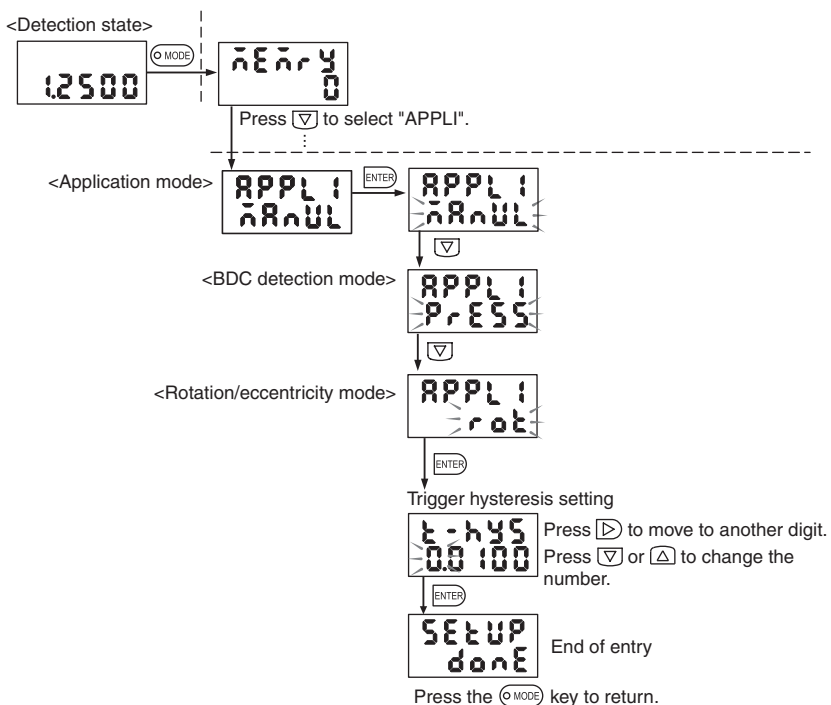 <Detection state>
1.2500
MODE
mEmrY
0
Press ▽ to select "APPLI".
<Application mode>
APPLI
mAnUL
ENTER
APPLI
mAnUL
▽
<BDC detection mode>
APPLI
PrESS
▽
<Rotation/eccentricity mode>
APPLI
rot
ENTER
Trigger hysteresis setting
t-hYS
0.0100
Press ▷ to move to another digit.
Press ▽ or △ to change the
number.
ENTER
SEtUP
donE
End of entry
Press the MODE key to return.